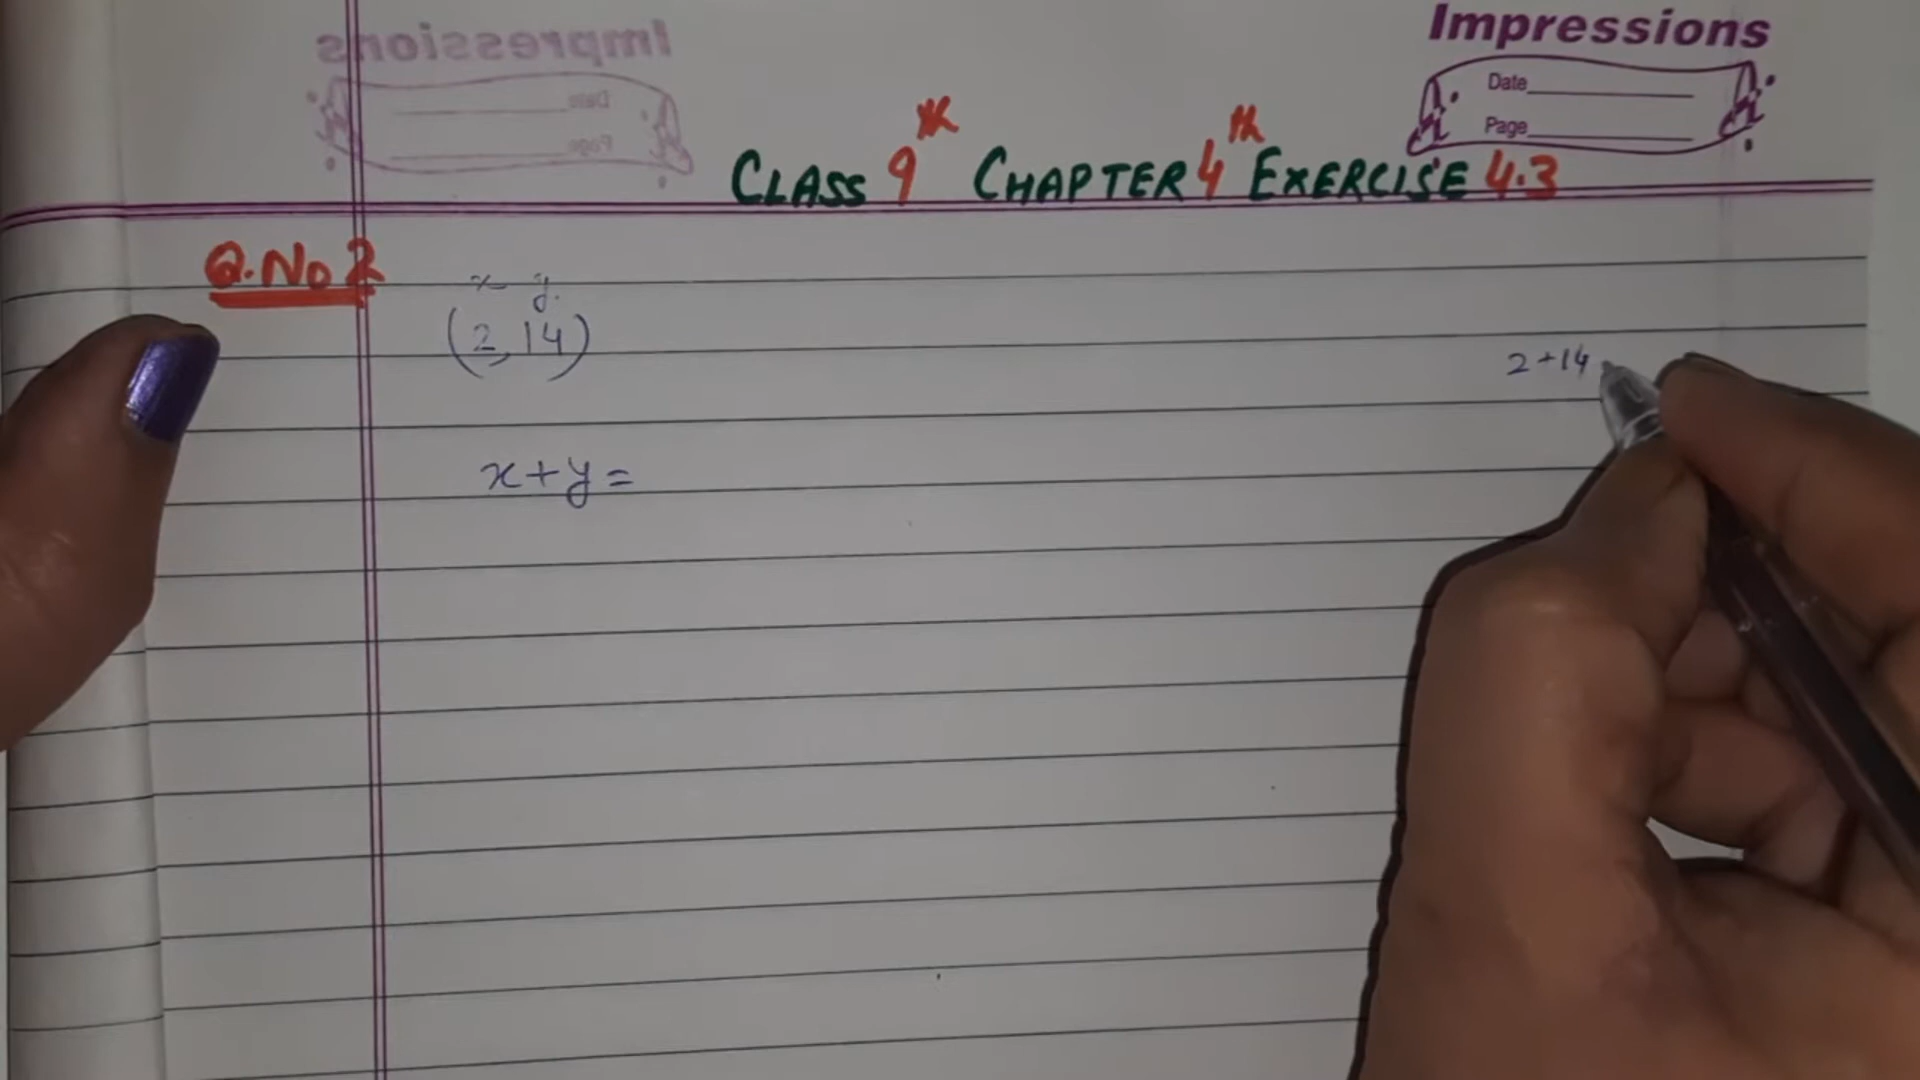 Impressions
Date
Page
CLASS 9th CHAPTER 4th EXERCISE 4.3
Q.No 2
x y.
(2, 14)
2+14
x+y=